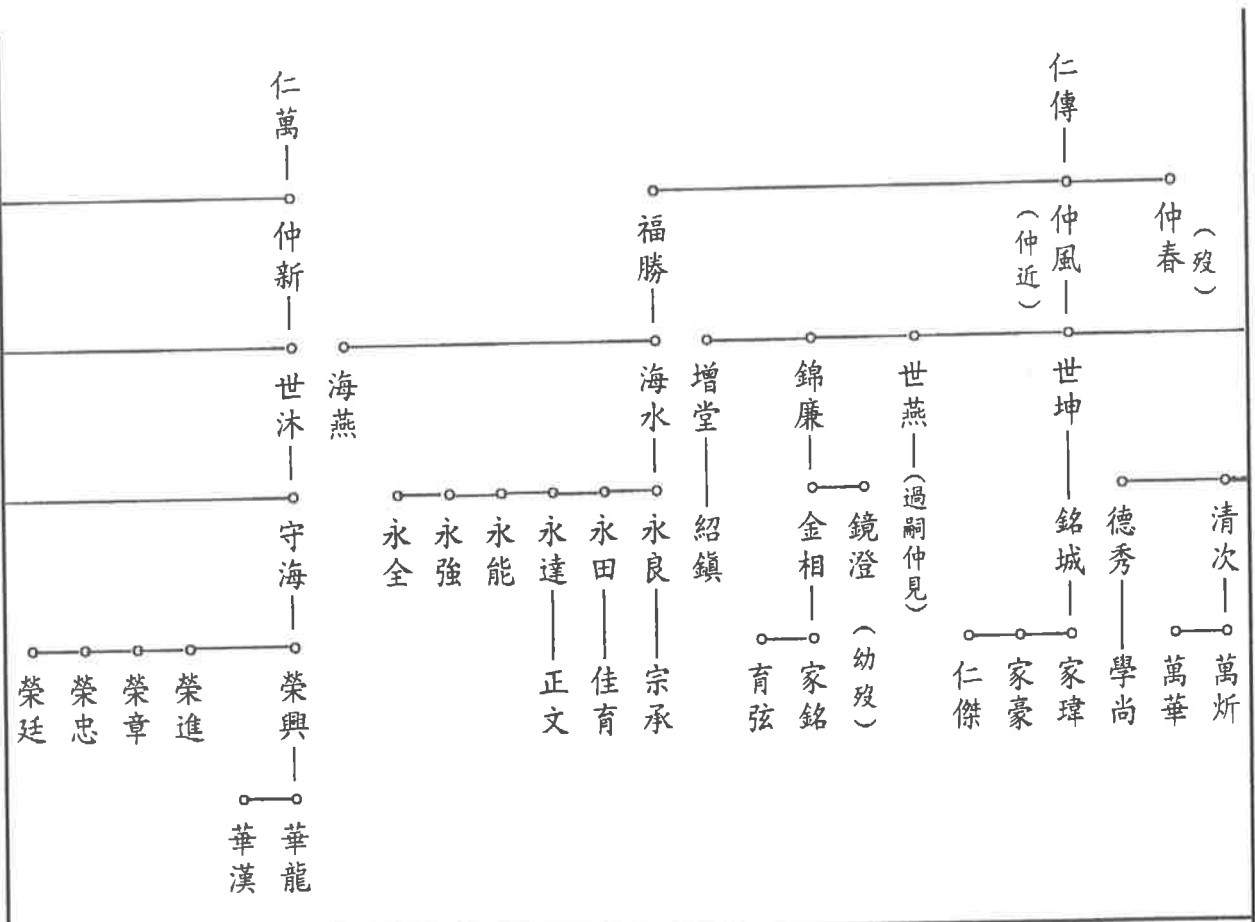 仁傳
仁萬
仲春
（歿）
仲風
（仲近）
福勝
仲新
世坤
世燕
（過嗣仲見）
錦廉
增堂
海水
海燕
世沐
清次
德秀
銘城
鏡澄
（幼歿）
金相
紹鎮
永良
永田
永達
永能
永強
永全
守海
萬炘
萬華
學尚
家瑋
家豪
仁傑
家銘
育弦
宗承
佳育
正文
榮興
榮進
榮章
榮忠
榮廷
華龍
華漢